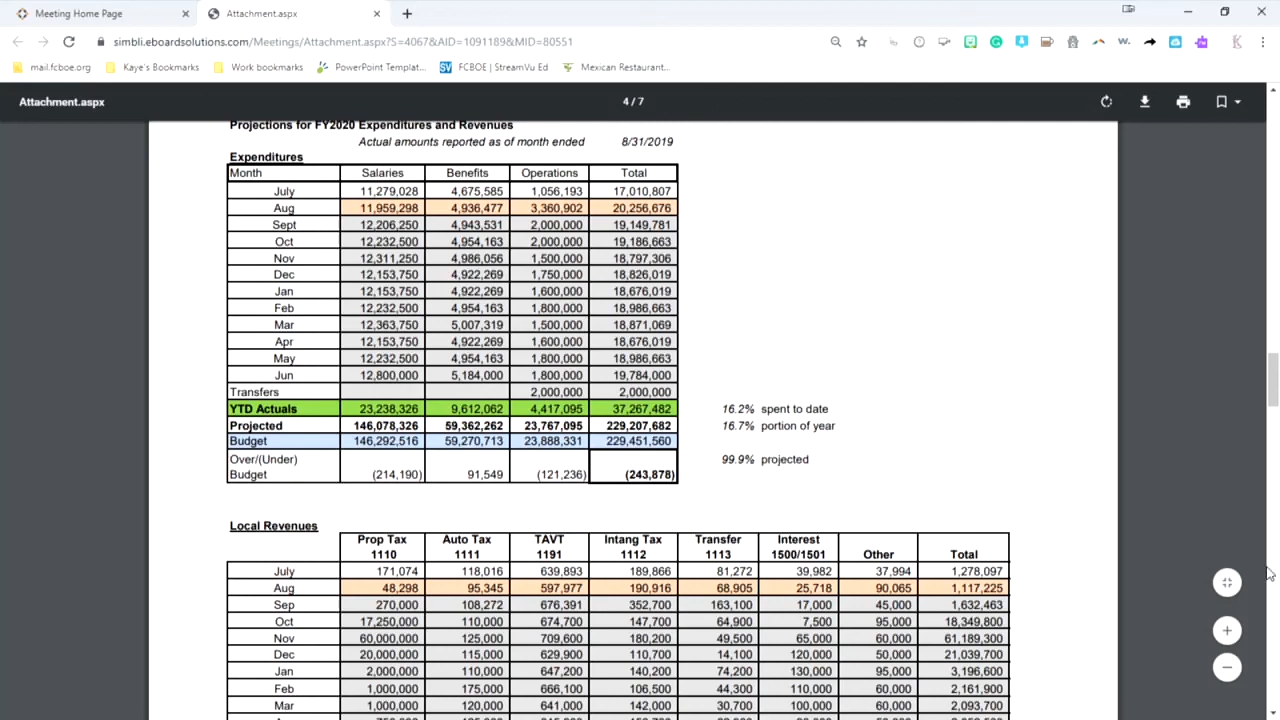 Meeting Home Page
Attachment.aspx
simbli.eboardsolutions.com/Meetings/Attachment.aspx?S=4067&AID=1091189&MID=80551
mail.fcboe.org Kaye's Bookmarks Work bookmarks PowerPoint Templat... SV FCBOE | StreamVu Ed Mexican Restaurant...
Attachment.aspx 4 / 7
Projections for FY2020 Expenditures and Revenues
Actual amounts reported as of month ended 8/31/2019
Expenditures
Month Salaries Benefits Operations Total
July 11,279,028 4,675,585 1,056,193 17,010,807
Aug 11,959,298 4,936,477 3,360,902 20,256,676
Sept 12,206,250 4,943,531 2,000,000 19,149,781
Oct 12,232,500 4,954,163 2,000,000 19,186,663
Nov 12,311,250 4,986,056 1,500,000 18,797,306
Dec 12,153,750 4,922,269 1,750,000 18,826,019
Jan 12,153,750 4,922,269 1,600,000 18,676,019
Feb 12,232,500 4,954,163 1,800,000 18,986,663
Mar 12,363,750 5,007,319 1,500,000 18,871,069
Apr 12,153,750 4,922,269 1,600,000 18,676,019
May 12,232,500 4,954,163 1,800,000 18,986,663
Jun 12,800,000 5,184,000 1,800,000 19,784,000
Transfers 2,000,000 2,000,000
YTD Actuals 23,238,326 9,612,062 4,417,095 37,267,482 16.2% spent to date
Projected 146,078,326 59,362,262 23,767,095 229,207,682 16.7% portion of year
Budget 146,292,516 59,270,713 23,888,331 229,451,560
Over/(Under) 99.9% projected
Budget (214,190) 91,549 (121,236) (243,878)
Local Revenues
Prop Tax Auto Tax TAVT Intang Tax Transfer Interest
1110 1111 1191 1112 1113 1500/1501 Other Total
July 171,074 118,016 639,893 189,866 81,272 39,982 37,994 1,278,097
Aug 48,298 95,345 597,977 190,916 68,905 25,718 90,065 1,117,225
Sep 270,000 108,272 676,391 352,700 163,100 17,000 45,000 1,632,463
Oct 17,250,000 110,000 674,700 147,700 64,900 7,500 95,000 18,349,800
Nov 60,000,000 125,000 709,600 180,200 49,500 65,000 60,000 61,189,300
Dec 20,000,000 115,000 629,900 110,700 14,100 120,000 50,000 21,039,700
Jan 2,000,000 110,000 647,200 140,200 74,200 130,000 95,000 3,196,600
Feb 1,000,000 175,000 666,100 106,500 44,300 110,000 60,000 2,161,900
Mar 1,000,000 120,000 641,000 142,000 30,700 100,000 60,000 2,093,700